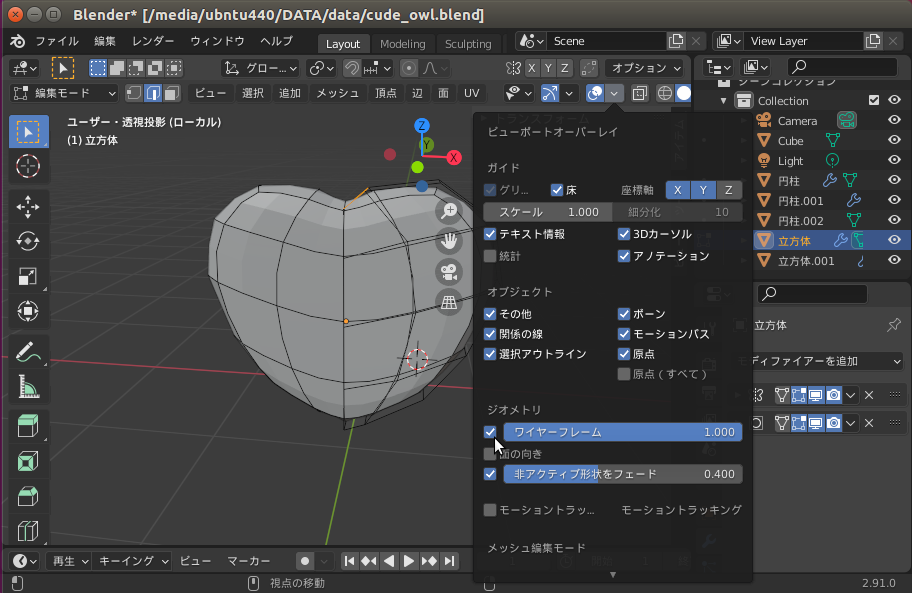 Blender* [/media/ubntu440/DATA/data/cude_owl.blend]
ファイル 編集 レンダー ウィンドウ ヘルプ Layout Modeling Sculpting Scene View Layer
グロー... X Y Z オプション
編集モード ビュー 選択 追加 メッシュ 頂点 辺 面 UV
シーンコレクション
Collection
Camera
Cube
Light
円柱
円柱.001
円柱.002
立方体
立方体.001
立方体
モディファイアーを追加
ユーザー・透視投影 (ローカル)
(1) 立方体
Z
Y
X
ビューポートオーバーレイ
ガイド
グリ... 床 座標軸 X Y Z
スケール 1.000 細分化 10
テキスト情報 3Dカーソル
統計 アノテーション
オブジェクト
その他 ボーン
関係の線 モーションパス
選択アウトライン 原点
原点 ( すべて )
ジオメトリ
ワイヤーフレーム 1.000
面の向き
非アクティブ形状をフェード 0.400
モーショントラッ... モーショントラッキング
メッシュ編集モード
再生 キーイング ビュー マーカー
視点の移動 2.91.0